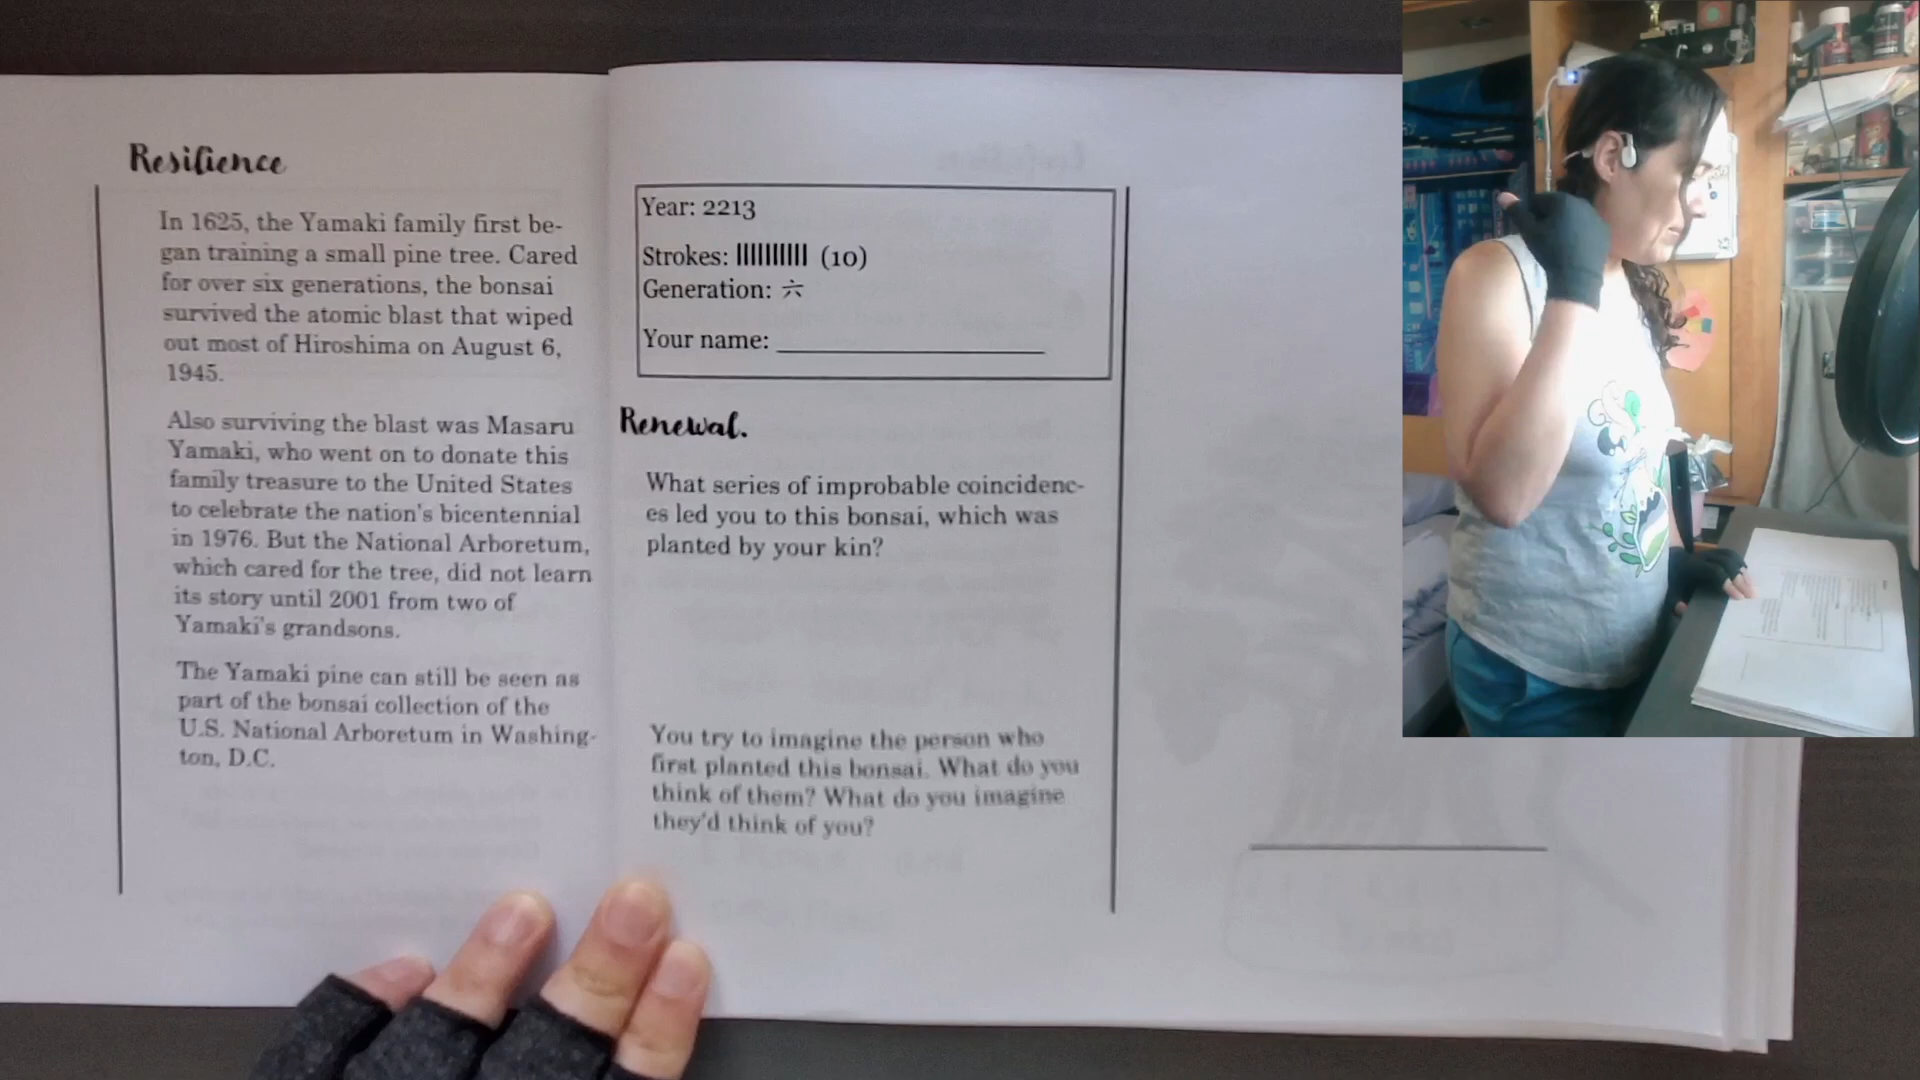 Resilience
In 1625, the Yamaki family first be-
gan training a small pine tree. Cared
for over six generations, the bonsai
survived the atomic blast that wiped
out most of Hiroshima on August 6,
1945.
Also surviving the blast was Masaru
Yamaki, who went on to donate this
family treasure to the United States
to celebrate the nation's bicentennial
in 1976. But the National Arboretum,
which cared for the tree, did not learn
its story until 2001 from two of
Yamaki's grandsons.
The Yamaki pine can still be seen as
part of the bonsai collection of the
U.S. National Arboretum in Washing-
ton, D.C.
Year: 2213
Strokes: |||||||||| (10)
Generation: 六
Your name: ____________________
Renewal.
What series of improbable coincidenc-
es led you to this bonsai, which was
planted by your kin?
You try to imagine the person who
first planted this bonsai. What do you
think of them? What do you imagine
they'd think of you?